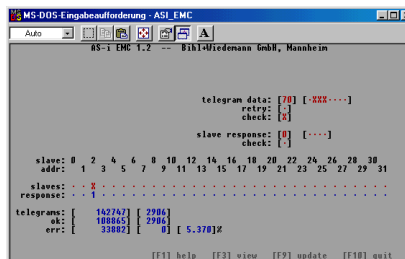 MS-DOS-Eingabeaufforderung - ASI_EMC
Auto
A
AS-i EMC 1.2 -- Bihl+Wiedemann GmbH, Mannheim
telegram data: [70] [·XXX····]
retry: [·]
check: [X]
slave response: [0] [····]
check: [·]
slave: 0 2 4 6 8 10 12 14 16 18 20 22 24 26 28 30
addr: 1 3 5 7 9 11 13 15 17 19 21 23 25 27 29 31
slaves: · · X · · · · · · · · · · · · · · · · · · · · · · · · · · · · ·
response: · · 1 · · · · · · · · · · · · · · · · · · · · · · · · · · · · ·
telegrams: [ 142747] [ 2906]
ok: [ 108865] [ 2906]
err: [ 33882] [ 0] [ 5.370]%
[F1] help [F3] view [F9] update [F10] quit